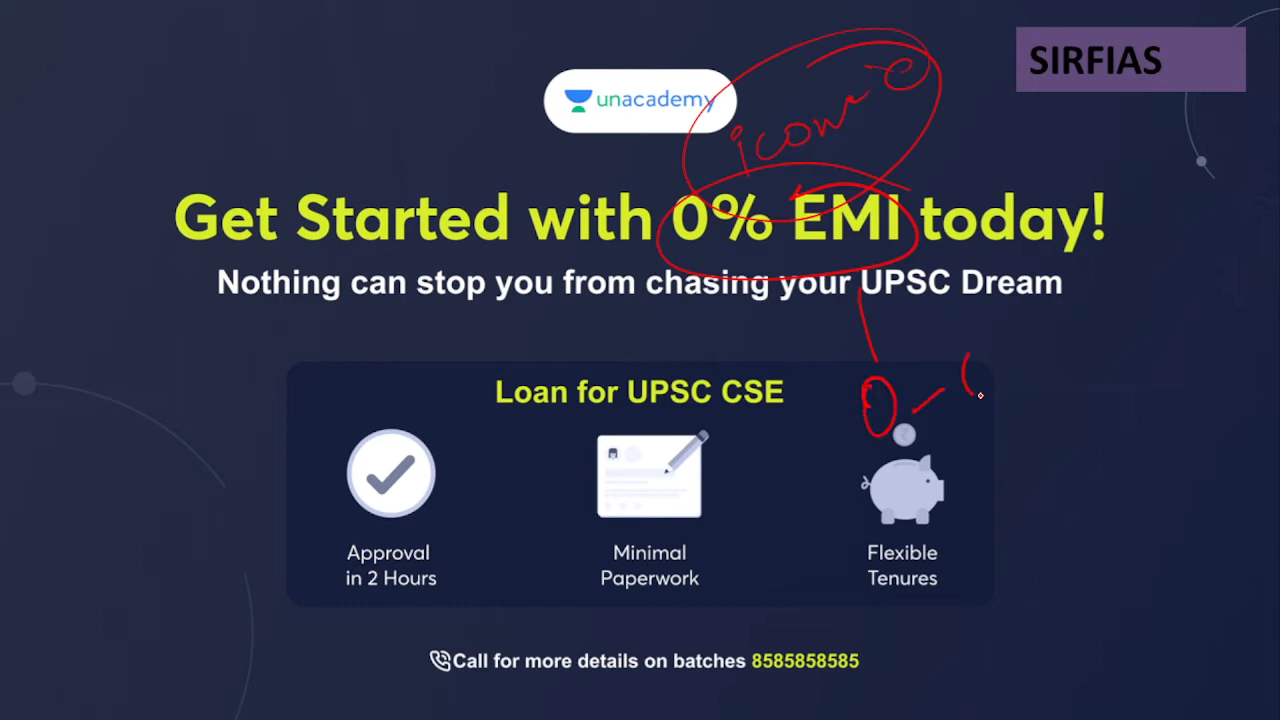 SIRFIAS
unacademy
Get Started with 0% EMI today!
Nothing can stop you from chasing your UPSC Dream
Loan for UPSC CSE
Approval
in 2 Hours
Minimal
Paperwork
Flexible
Tenures
Call for more details on batches 8585858585